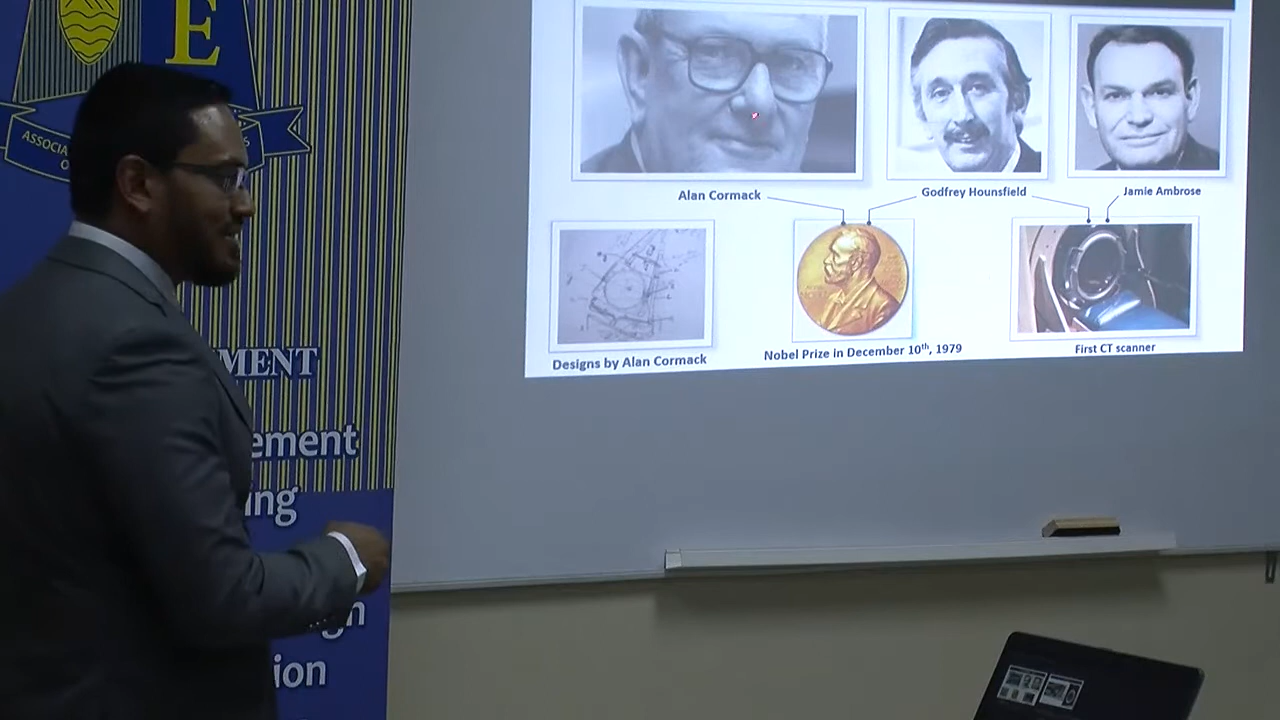 E
ASSOCIA
MENT
ement
ing
gn
ion
Alan Cormack
Godfrey Hounsfield
Jamie Ambrose
Designs by Alan Cormack
Nobel Prize in December 10th, 1979
First CT scanner